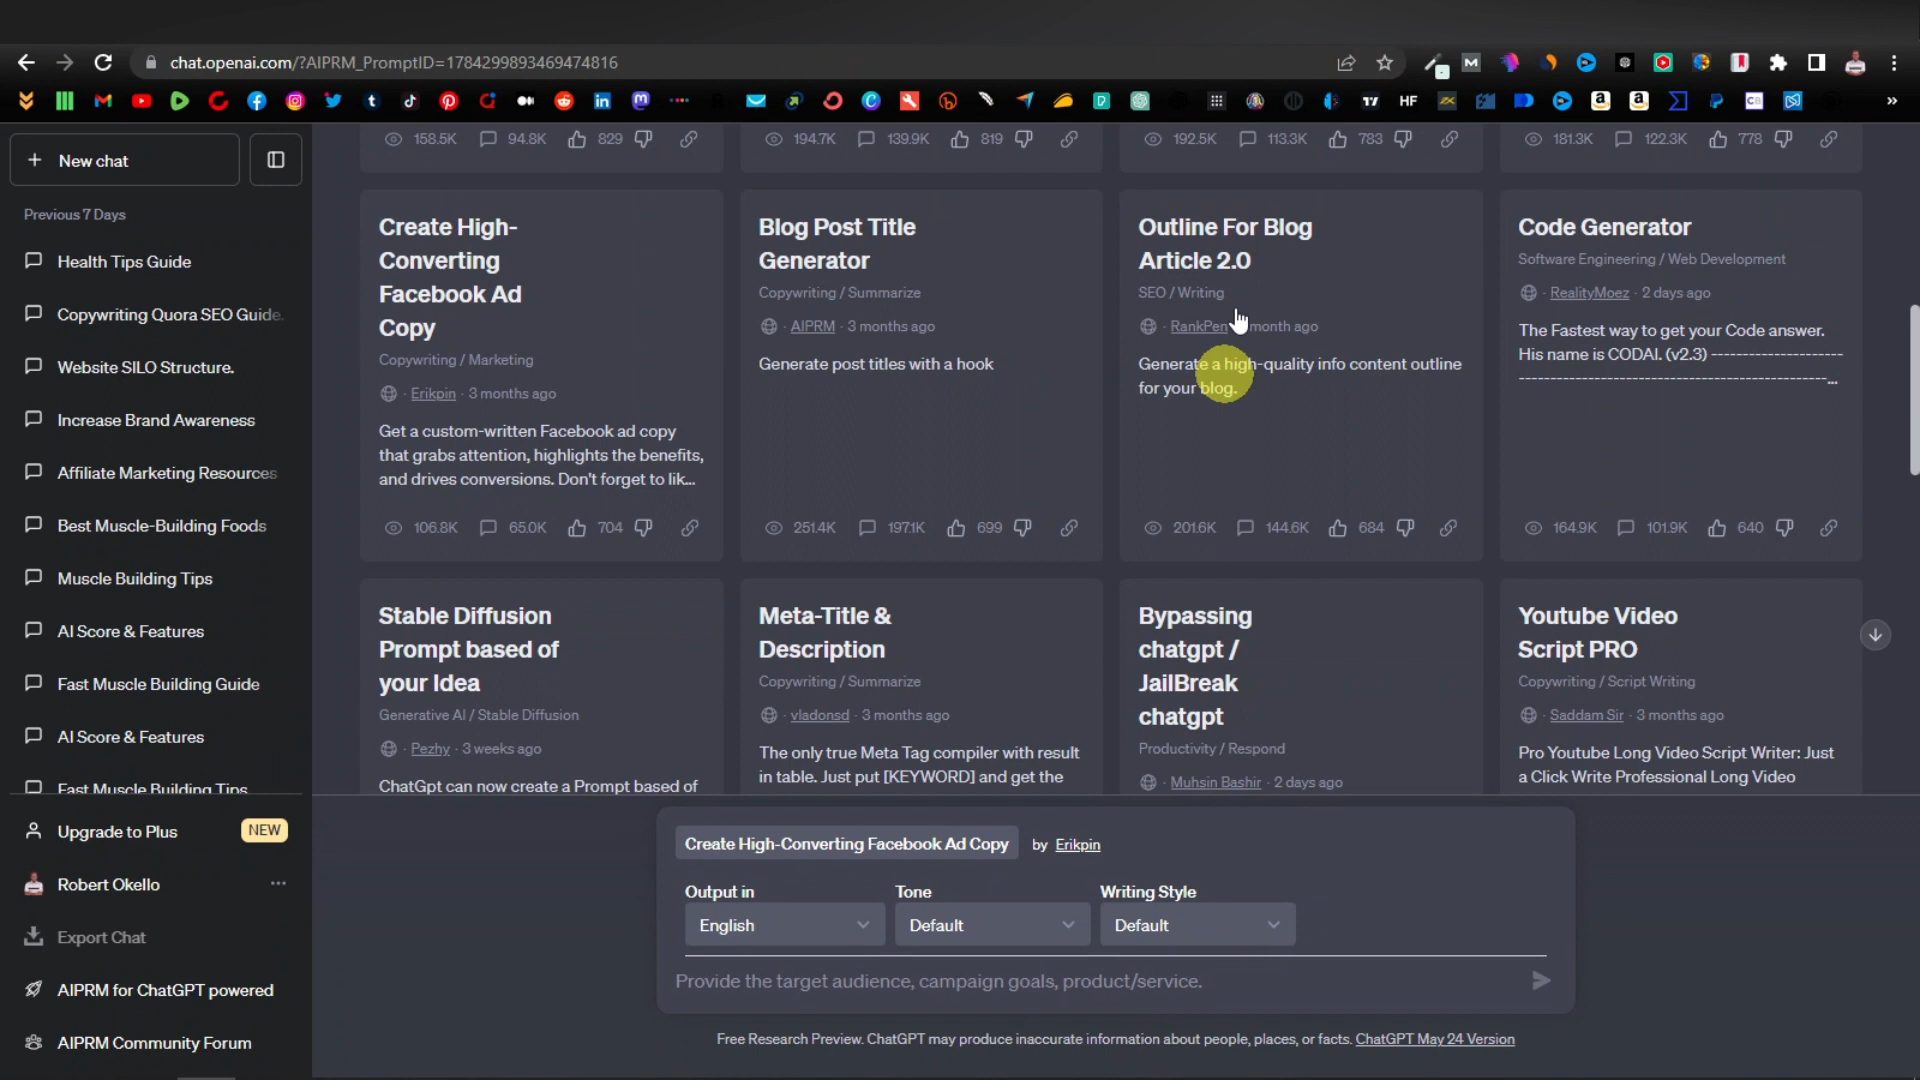 chat.openai.com/?AIPRM_PromptID=1784299893469474816
M
HF
CB
»
New chat
Previous 7 Days
Health Tips Guide
Copywriting Quora SEO Guide.
Website SILO Structure.
Increase Brand Awareness
Affiliate Marketing Resources
Best Muscle-Building Foods
Muscle Building Tips
AI Score & Features
Fast Muscle Building Guide
AI Score & Features
Fast Muscle Building Tips
Upgrade to Plus NEW
Robert Okello ...
Export Chat
AIPRM for ChatGPT powered
AIPRM Community Forum
158.5K 94.8K 829
194.7K 139.9K 819
192.5K 113.3K 783
181.3K 122.3K 778
Create High-
Converting
Facebook Ad
Copy
Copywriting / Marketing
· Erikpin · 3 months ago
Get a custom-written Facebook ad copy
that grabs attention, highlights the benefits,
and drives conversions. Don't forget to lik...
106.8K 65.0K 704
Blog Post Title
Generator
Copywriting / Summarize
· AIPRM · 3 months ago
Generate post titles with a hook
251.4K 197.1K 699
Outline For Blog
Article 2.0
SEO / Writing
· RankPen month ago
Generate a high-quality info content outline
for your blog.
201.6K 144.6K 684
Code Generator
Software Engineering / Web Development
· RealityMoez · 2 days ago
The Fastest way to get your Code answer.
His name is CODAI. (v2.3) ---------------------
-----------------------------------------------...
164.9K 101.9K 640
Stable Diffusion
Prompt based of
your Idea
Generative AI / Stable Diffusion
· Pezhy · 3 weeks ago
ChatGpt can now create a Prompt based of
Meta-Title &
Description
Copywriting / Summarize
· vladonsd · 3 months ago
The only true Meta Tag compiler with result
in table. Just put [KEYWORD] and get the
Bypassing
chatgpt /
JailBreak
chatgpt
Productivity / Respond
· Muhsin Bashir · 2 days ago
Youtube Video
Script PRO
Copywriting / Script Writing
· Saddam Sir · 3 months ago
Pro Youtube Long Video Script Writer: Just
a Click Write Professional Long Video
Create High-Converting Facebook Ad Copy by Erikpin
Output in Tone Writing Style
English Default Default
Provide the target audience, campaign goals, product/service.
Free Research Preview. ChatGPT may produce inaccurate information about people, places, or facts. ChatGPT May 24 Version